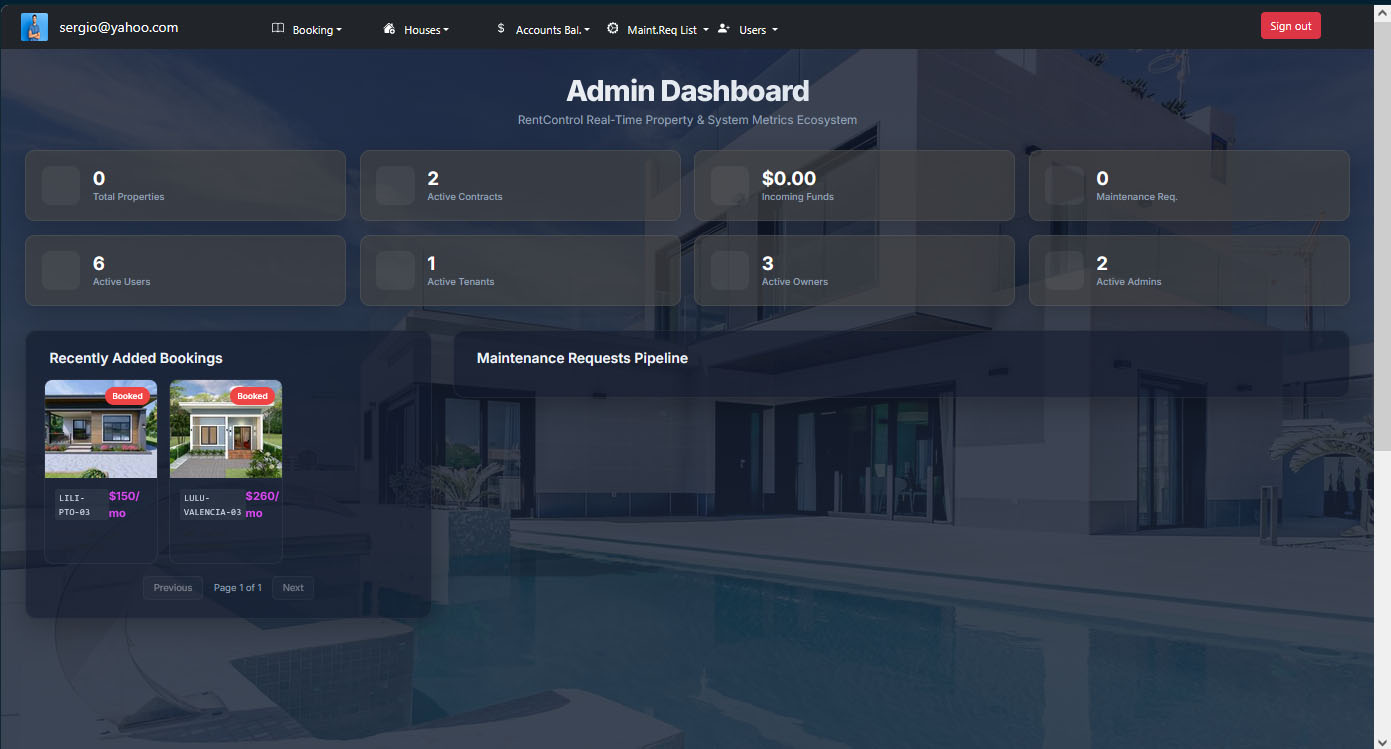 sergio@yahoo.com
Booking
Houses
$ Accounts Bal.
Maint.Req List
Users
Sign out
Admin Dashboard
RentControl Real-Time Property & System Metrics Ecosystem
0
Total Properties
2
Active Contracts
$0.00
Incoming Funds
0
Maintenance Req.
6
Active Users
1
Active Tenants
3
Active Owners
2
Active Admins
Recently Added Bookings
Booked
LILI-
PTO-03
$150/
mo
Booked
LULU-
VALENCIA-03
$260/
mo
Previous
Page 1 of 1
Next
Maintenance Requests Pipeline